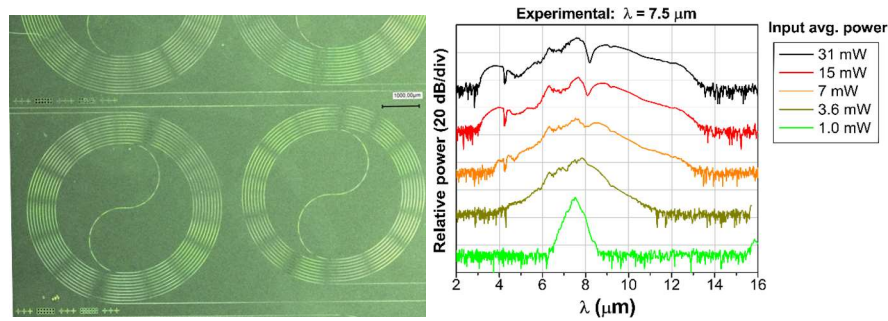 1000.00µm
Experimental: λ = 7.5 µm
Input avg. power
31 mW
15 mW
7 mW
3.6 mW
1.0 mW
Relative power (20 dB/div)
2 4 6 8 10 12 14 16
λ (µm)